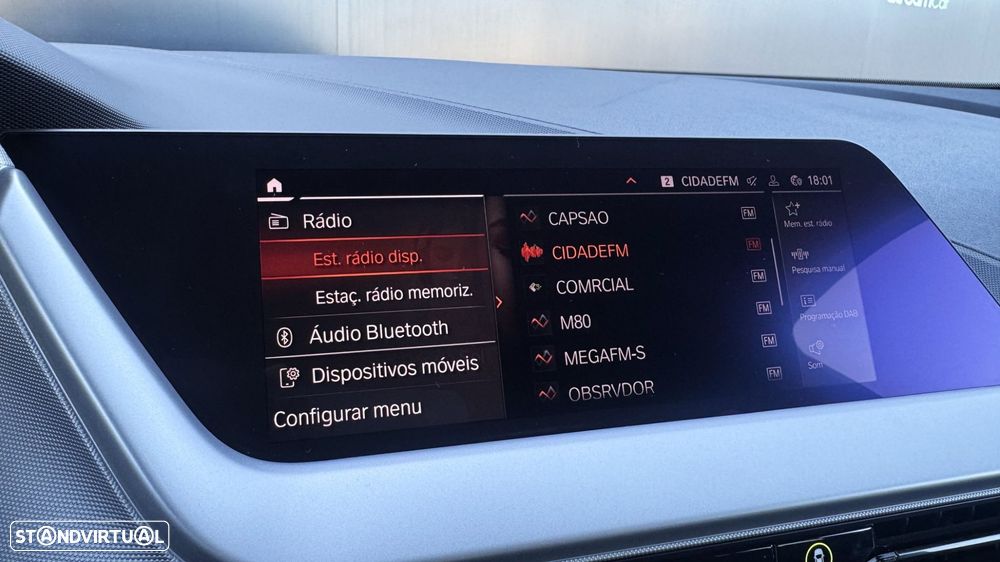 2 CIDADEFM 18:01
Rádio
Est. rádio disp.
Estaç. rádio memoriz.
Áudio Bluetooth
Dispositivos móveis
Configurar menu
CAPSAO FM
CIDADEFM FM
COMRCIAL FM
M80 FM
MEGAFM-S FM
OBSRVDOR FM
Mem. est. rádio
Pesquisa manual
Programação DAB
Som
STANDVIRTUAL